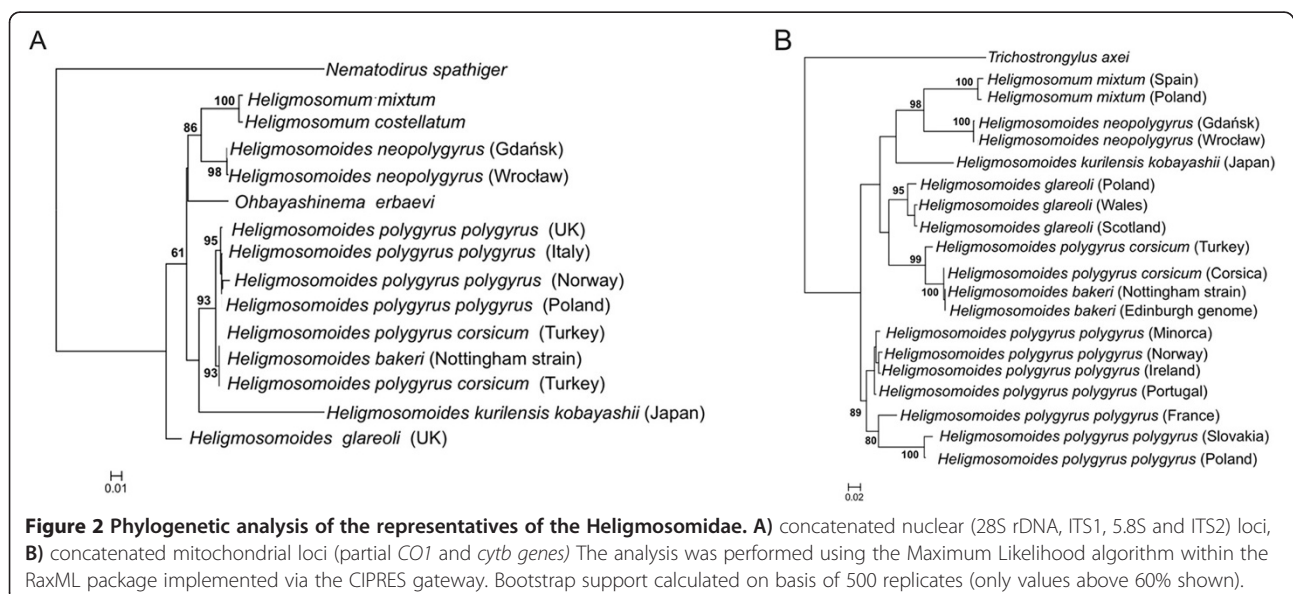 A
Nematodirus spathiger
100
Heligmosomum mixtum
Heligmosomum costellatum
86
Heligmosomoides neopolygyrus (Gdańsk)
98
Heligmosomoides neopolygyrus (Wrocław)
Ohbayashinema erbaevi
95
Heligmosomoides polygyrus polygyrus (UK)
Heligmosomoides polygyrus polygyrus (Italy)
61
Heligmosomoides polygyrus polygyrus (Norway)
93
Heligmosomoides polygyrus polygyrus (Poland)
Heligmosomoides polygyrus corsicum (Turkey)
Heligmosomoides bakeri (Nottingham strain)
93
Heligmosomoides polygyrus corsicum (Turkey)
Heligmosomoides kurilensis kobayashii (Japan)
Heligmosomoides glareoli (UK)
0.01
B
Trichostrongylus axei
100
Heligmosomum mixtum (Spain)
Heligmosomum mixtum (Poland)
98
100
Heligmosomoides neopolygyrus (Gdańsk)
Heligmosomoides neopolygyrus (Wrocław)
Heligmosomoides kurilensis kobayashii (Japan)
95
Heligmosomoides glareoli (Poland)
Heligmosomoides glareoli (Wales)
Heligmosomoides glareoli (Scotland)
99
Heligmosomoides polygyrus corsicum (Turkey)
Heligmosomoides polygyrus corsicum (Corsica)
100
Heligmosomoides bakeri (Nottingham strain)
Heligmosomoides bakeri (Edinburgh genome)
Heligmosomoides polygyrus polygyrus (Minorca)
Heligmosomoides polygyrus polygyrus (Norway)
Heligmosomoides polygyrus polygyrus (Ireland)
Heligmosomoides polygyrus polygyrus (Portugal)
89
Heligmosomoides polygyrus polygyrus (France)
80
Heligmosomoides polygyrus polygyrus (Slovakia)
100
Heligmosomoides polygyrus polygyrus (Poland)
0.02
Figure 2 Phylogenetic analysis of the representatives of the Heligmosomidae. A) concatenated nuclear (28S rDNA, ITS1, 5.8S and ITS2) loci,
B) concatenated mitochondrial loci (partial CO1 and cytb genes) The analysis was performed using the Maximum Likelihood algorithm within the
RaxML package implemented via the CIPRES gateway. Bootstrap support calculated on basis of 500 replicates (only values above 60% shown).